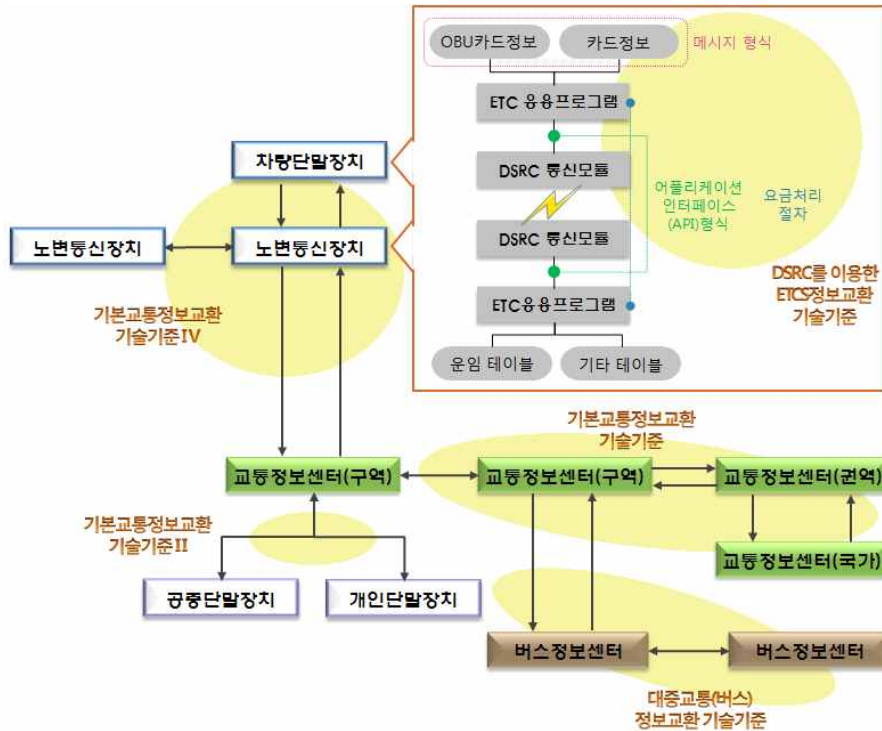 OBU카드정보
카드정보
메시지 형식
ETC 응용프로그램
차량단말장치
DSRC 통신모듈
어플리케이션
인터페이스
(API)형식
요금처리
절차
노변통신장치
노변통신장치
DSRC 통신모듈
DSRC를 이용한
ETCS정보교환
기술기준
ETC응용프로그램
기본교통정보교환
기술기준IV
운임 테이블
기타 테이블
기본교통정보교환
기술기준
교통정보센터(구역)
교통정보센터(구역)
교통정보센터(권역)
기본교통정보교환
기술기준II
교통정보센터(국가)
공중단말장치
개인단말장치
버스정보센터
버스정보센터
대중교통(버스)
정보교환 기술기준